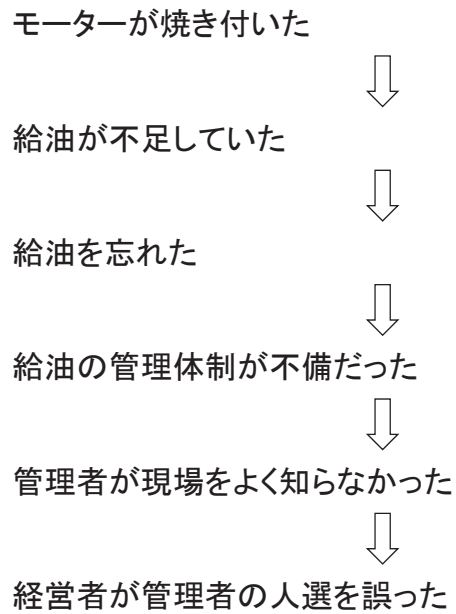 モーターが焼き付いた
給油が不足していた
給油を忘れた
給油の管理体制が不備だった
管理者が現場をよく知らなかった
経営者が管理者の人選を誤った